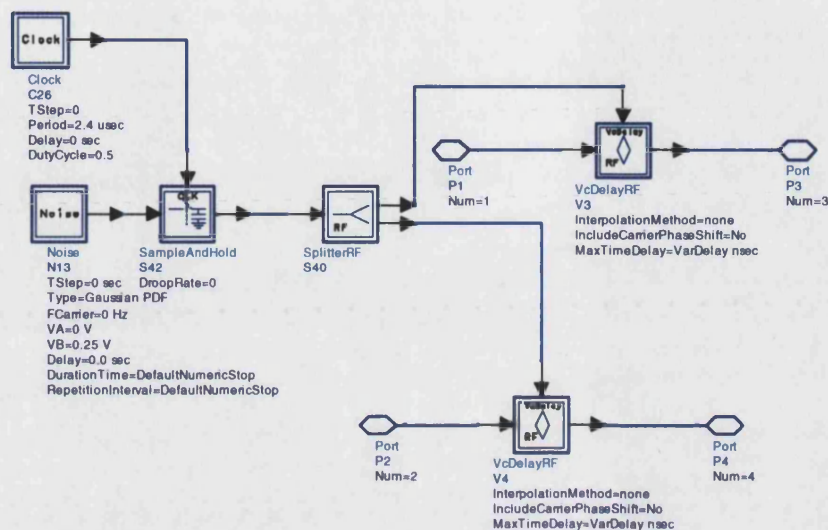 Clock
Clock
C26
TStep=0
Period=2.4 usec
Delay=0 sec
DutyCycle=0.5
Noise
Noise
N13
TStep=0 sec
Type=Gaussian PDF
FCarrier=0 Hz
VA=0 V
VB=0.25 V
Delay=0.0 sec
DurationTime=DefaultNumericStop
RepetitionInterval=DefaultNumericStop
CLK
SampleAndHold
S42
DroopRate=0
RF
SplitterRF
S40
Port
P1
Num=1
VcDelay
RF
VcDelayRF
V3
InterpolationMethod=none
IncludeCarrierPhaseShift=No
MaxTimeDelay=VarDelay nsec
Port
P3
Num=3
Port
P2
Num=2
VcDelay
RF
VcDelayRF
V4
InterpolationMethod=none
IncludeCarrierPhaseShift=No
MaxTimeDelay=VarDelay nsec
Port
P4
Num=4